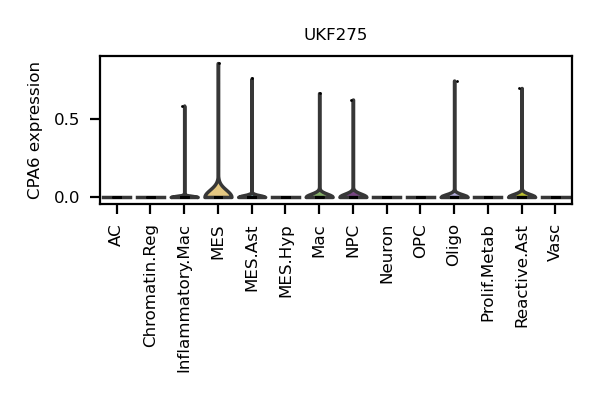 UKF275
CPA6 expression
0.5
0.0
AC
Chromatin.Reg
Inflammatory.Mac
MES
MES.Ast
MES.Hyp
Mac
NPC
Neuron
OPC
Oligo
Prolif.Metab
Reactive.Ast
Vasc